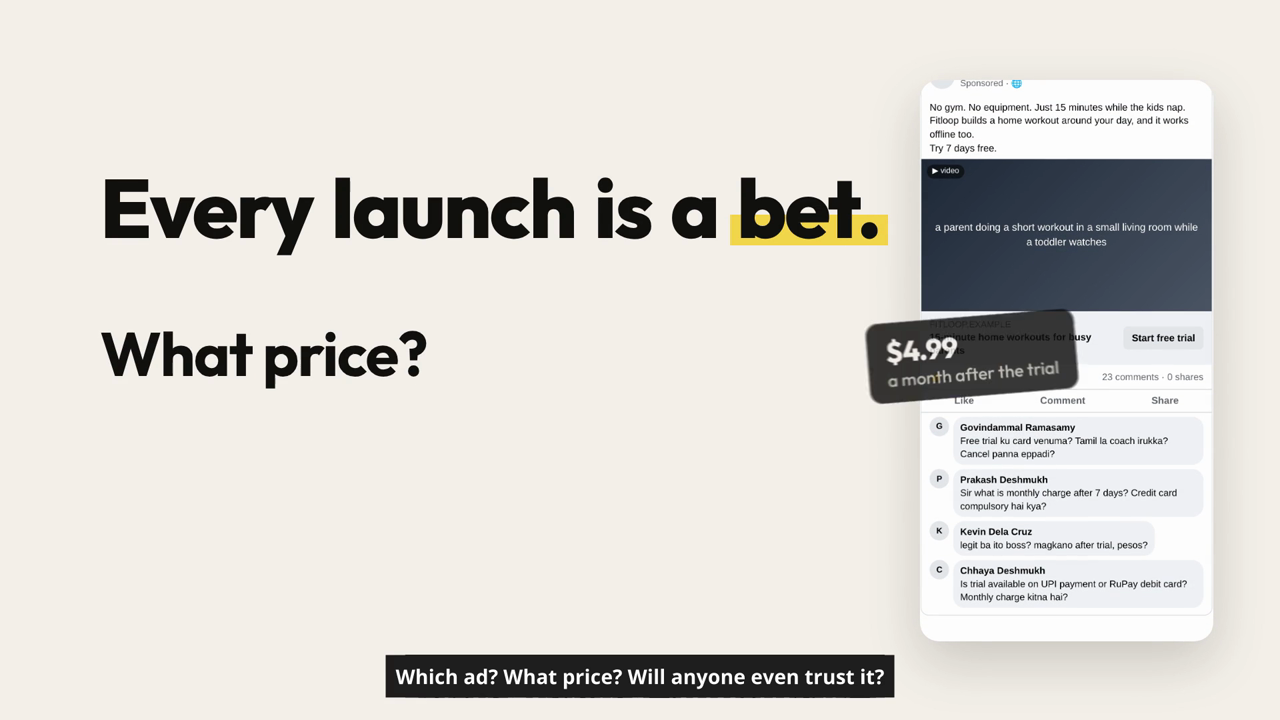 Every launch is a bet.
What price?
Sponsored ·
No gym. No equipment. Just 15 minutes while the kids nap.
Fitloop builds a home workout around your day, and it works
offline too.
Try 7 days free.
▶ video
a parent doing a short workout in a small living room while
a toddler watches
FITLOOP.EXAMPLE
15-minute home workouts for busy
Start free trial
$4.99
a month after the trial
23 comments · 0 shares
Like Comment Share
G
Govindammal Ramasamy
Free trial ku card venuma? Tamil la coach irukka?
Cancel panna eppadi?
P
Prakash Deshmukh
Sir what is monthly charge after 7 days? Credit card
compulsory hai kya?
K
Kevin Dela Cruz
legit ba ito boss? magkano after trial, pesos?
C
Chhaya Deshmukh
Is trial available on UPI payment or RuPay debit card?
Monthly charge kitna hai?
Which ad? What price? Will anyone even trust it?